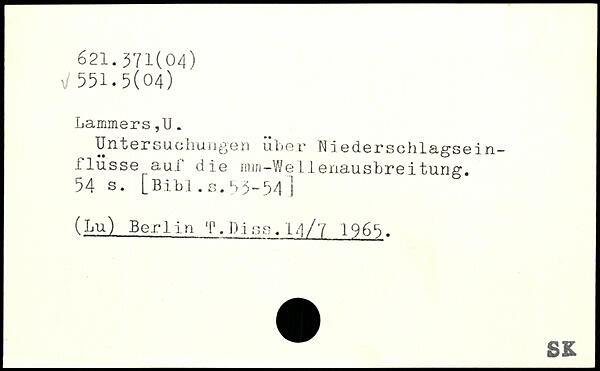 621.371(04)
√ 551.5(04)
Lammers,U.
Untersuchungen über Niederschlagsein-
flüsse auf die mm-Wellenausbreitung.
54 s. [Bibl.s.53-54]
(Lu) Berlin T.Diss.14/7 1965.
SK